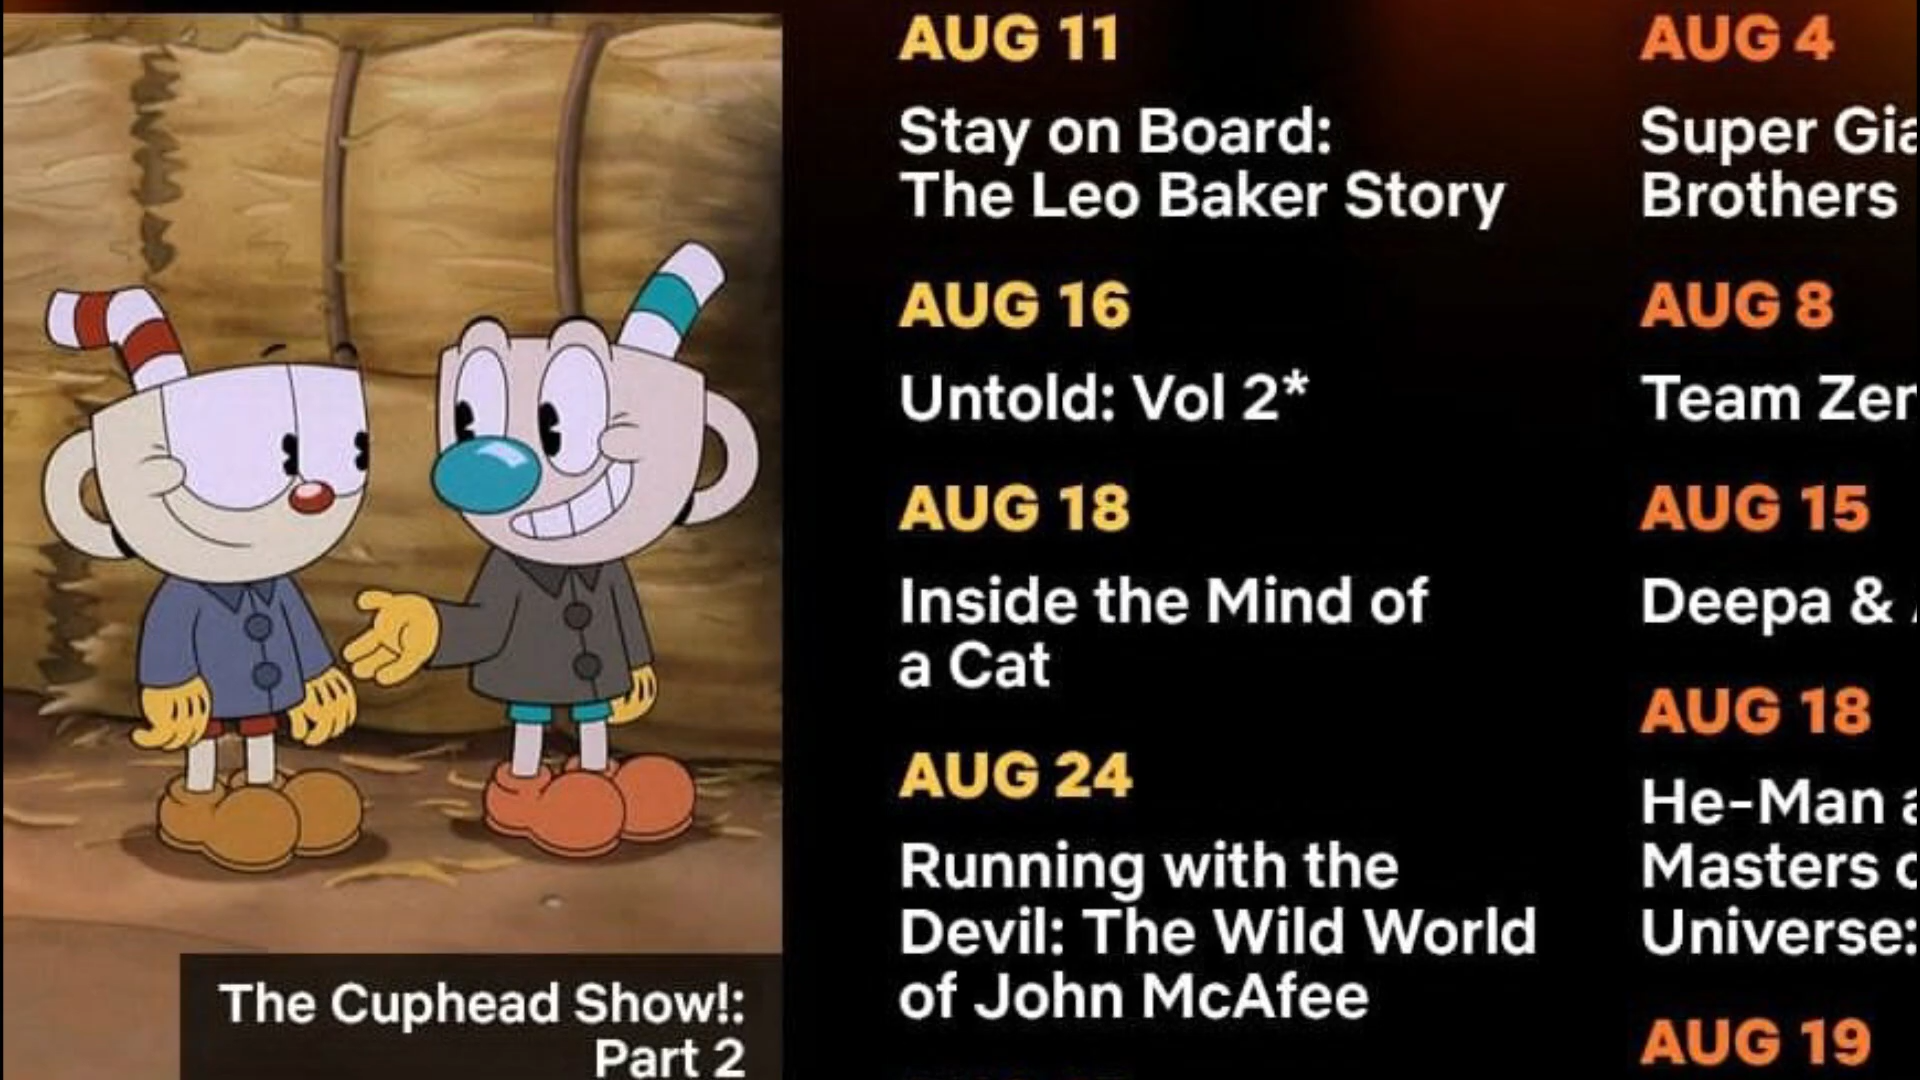 AUG 11
Stay on Board:
The Leo Baker Story
AUG 16
Untold: Vol 2*
AUG 18
Inside the Mind of
a Cat
AUG 24
Running with the
Devil: The Wild World
of John McAfee
AUG 4
Super Gia
Brothers
AUG 8
Team Zen
AUG 15
Deepa &
AUG 18
He-Man a
Masters o
Universe:
AUG 19
The Cuphead Show!:
Part 2